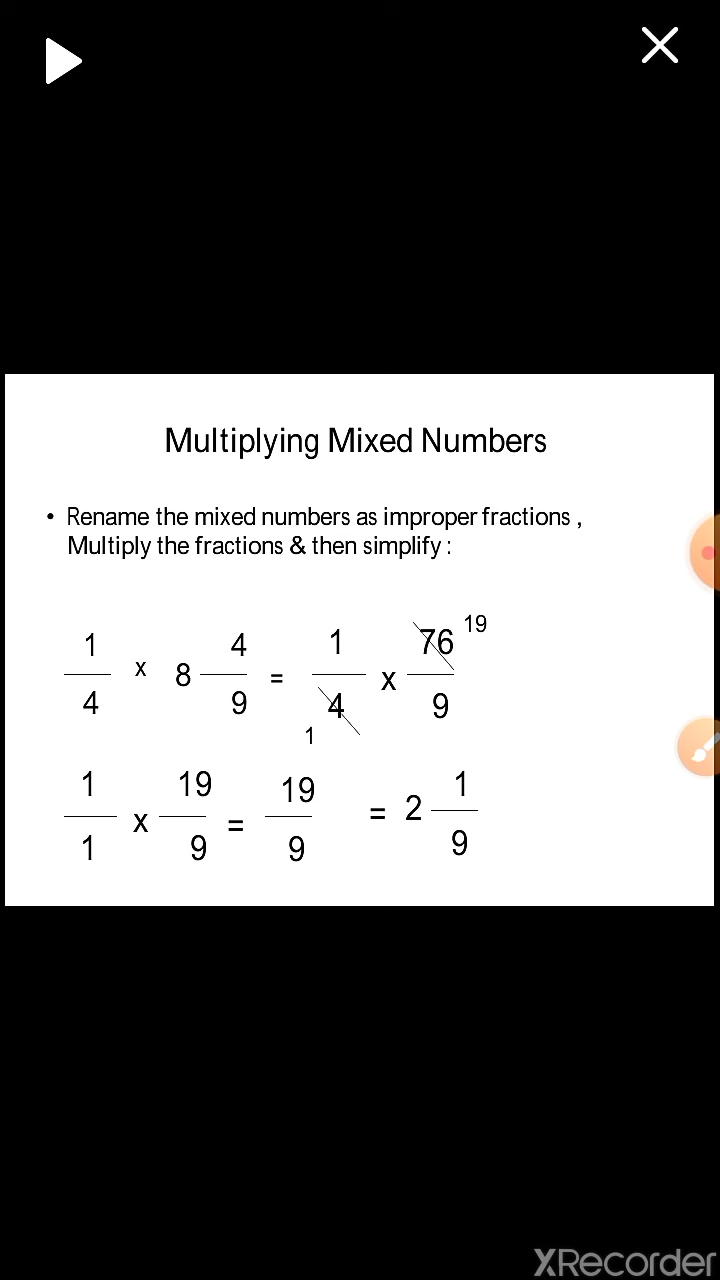 Multiplying Mixed Numbers
• Rename the mixed numbers as improper fractions ,
Multiply the fractions & then simplify :
1/4 x 8 4/9 = 1/4 1 x 76/9 19
1/1 x 19/9 = 19/9 = 2 1/9
XRecorder